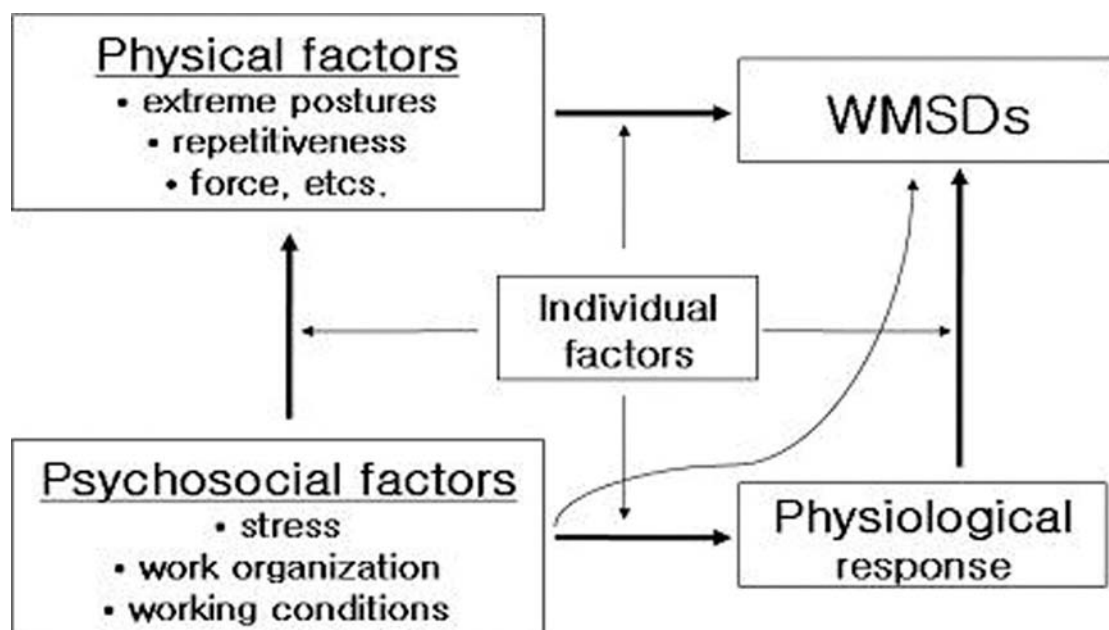 Physical factors
• extreme postures
• repetitiveness
• force, etcs.
WMSDs
Individual
factors
Psychosocial factors
• stress
• work organization
• working conditions
Physiological
response